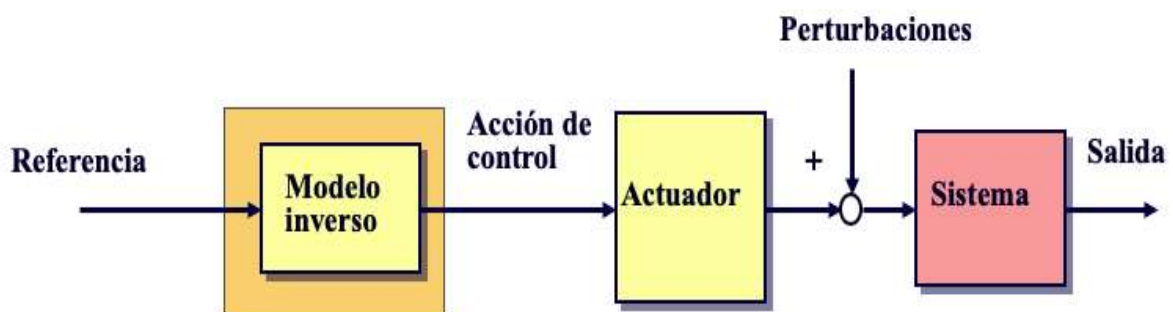 Perturbaciones
Referencia
Modelo
inverso
Acción de
control
Actuador
+
Sistema
Salida